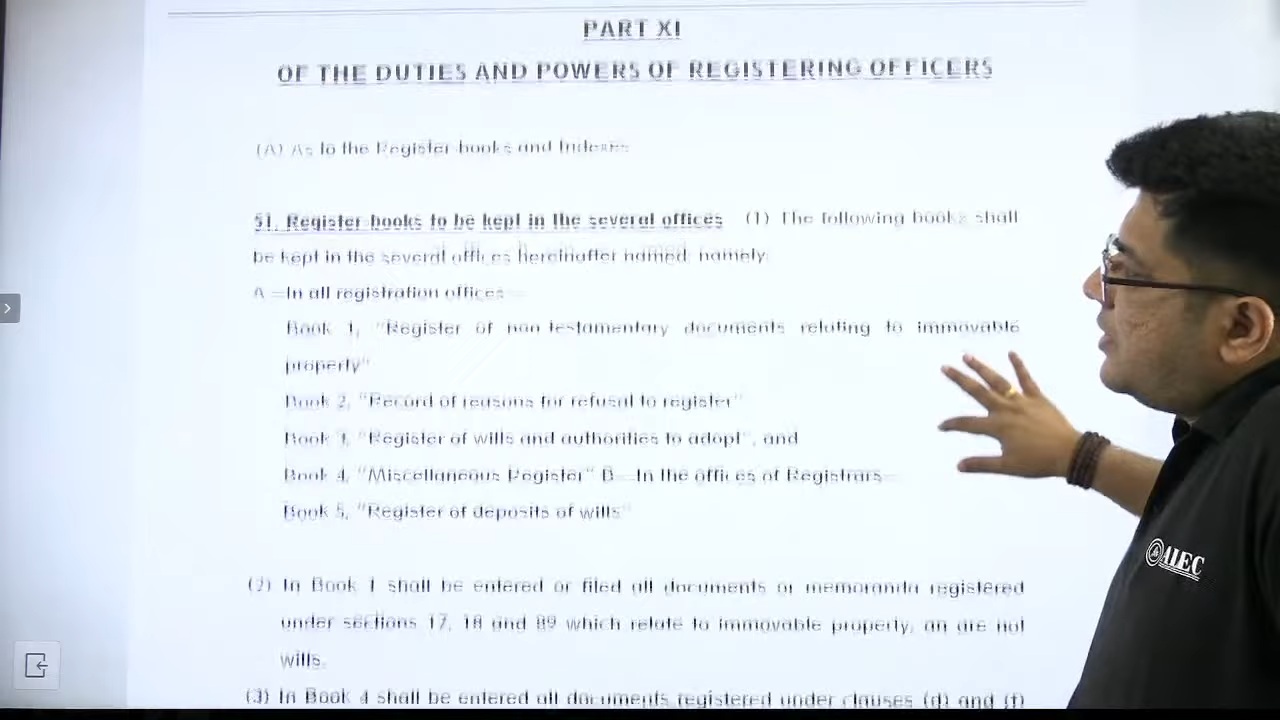 PART XI
OF THE DUTIES AND POWERS OF REGISTERING OFFICERS
(A) As to the Register-books and Indexes
51. Register books to be kept in the several offices (1) The following books shall
be kept in the several offices hereinafter named, namely:
A —In all registration offices—
Book 1, "Register of non-testamentary documents relating to immovable
property"
Book 2, "Record of reasons for refusal to register"
Book 3, "Register of wills and authorities to adopt", and
Book 4, "Miscellaneous Register" B—In the offices of Registrars—
Book 5, "Register of deposits of wills"
(2) In Book 1 shall be entered or filed all documents or memoranda registered
under sections 17, 18 and 89 which relate to immovable property, an are not
wills.
(3) In Book 4 shall be entered all documents registered under clauses (d) and (f)
AIEC